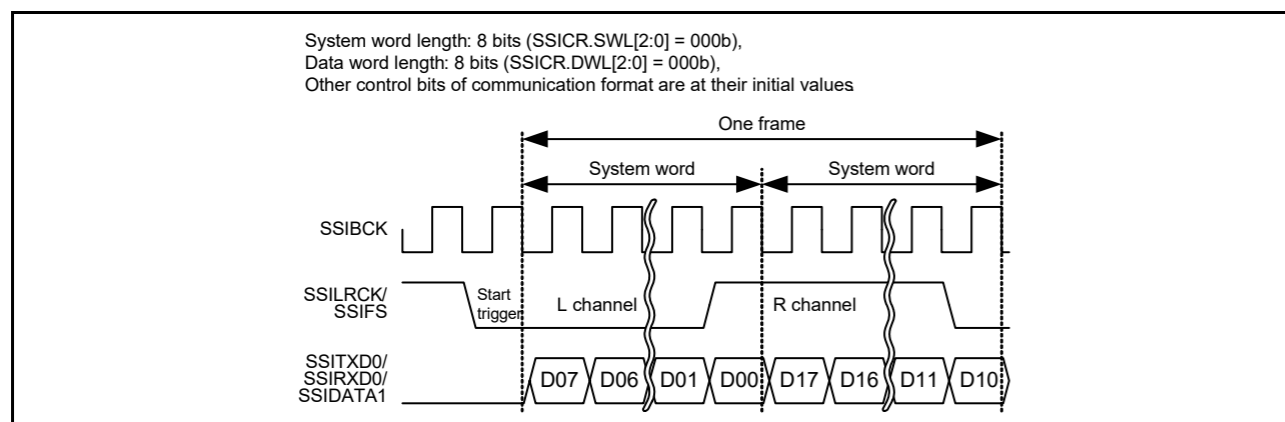 System word length: 8 bits (SSICR.SWL[2:0] = 000b),
Data word length: 8 bits (SSICR.DWL[2:0] = 000b),
Other control bits of communication format are at their initial values
One frame
System word System word
SSIBCK
SSILRCK/
SSIFS
Start
trigger
L channel R channel
SSITXD0/
SSIRXD0/
SSIDATA1
D07 D06 D01 D00 D17 D16 D11 D10